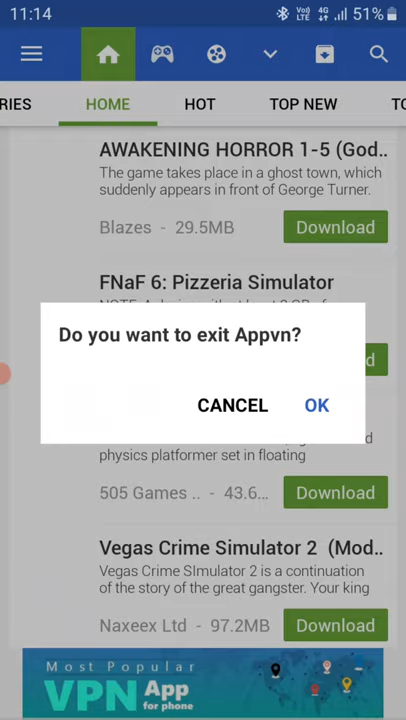 11:14
VoD
LTE
4G
51%
RIES
HOME
HOT
TOP NEW
TO
AWAKENING HORROR 1-5 (God..
The game takes place in a ghost town, which
suddenly appears in front of George Turner.
Blazes - 29.5MB
Download
FNaF 6: Pizzeria Simulator
Do you want to exit Appvn?
CANCEL
OK
physics platformer set in floating
505 Games .. - 43.6...
Download
Vegas Crime Simulator 2 (Mod..
Vegas Crime SImulator 2 is a continuation
of the story of the great gangster. Your king
Naxeex Ltd - 97.2MB
Download
Most Popular
VPN App
for phone